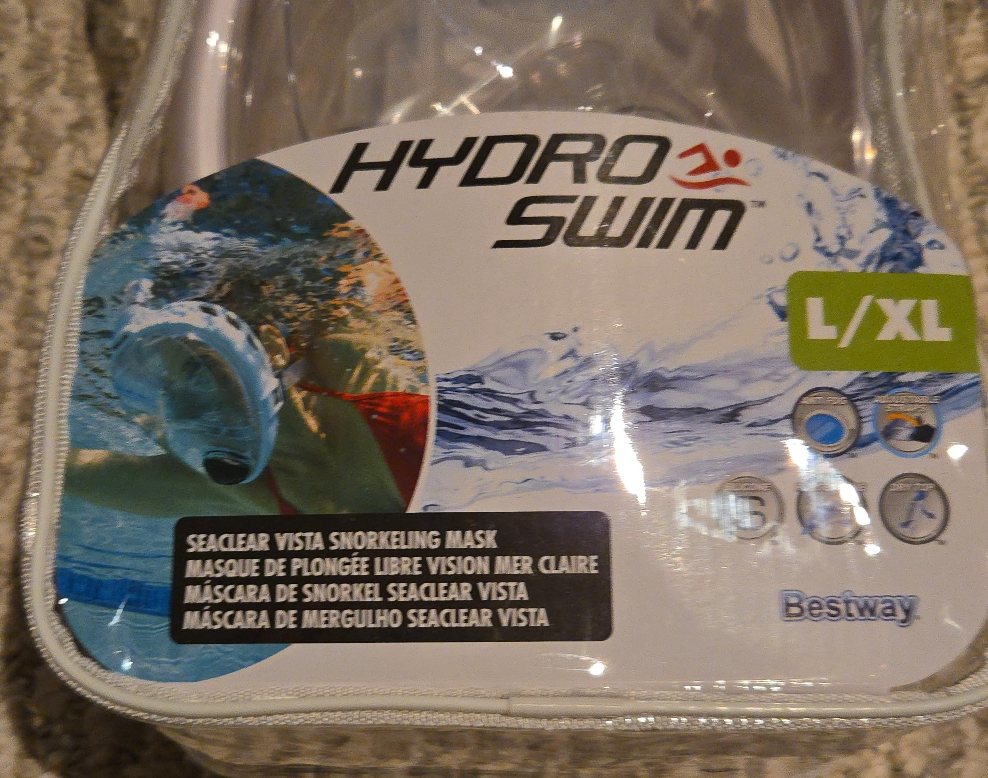 HYDRO
SWIM™
L/XL
SEACLEAR VISTA SNORKELING MASK
MASQUE DE PLONGÉE LIBRE VISION MER CLAIRE
MÁSCARA DE SNORKEL SEACLEAR VISTA
MÁSCARA DE MERGULHO SEACLEAR VISTA
Bestway